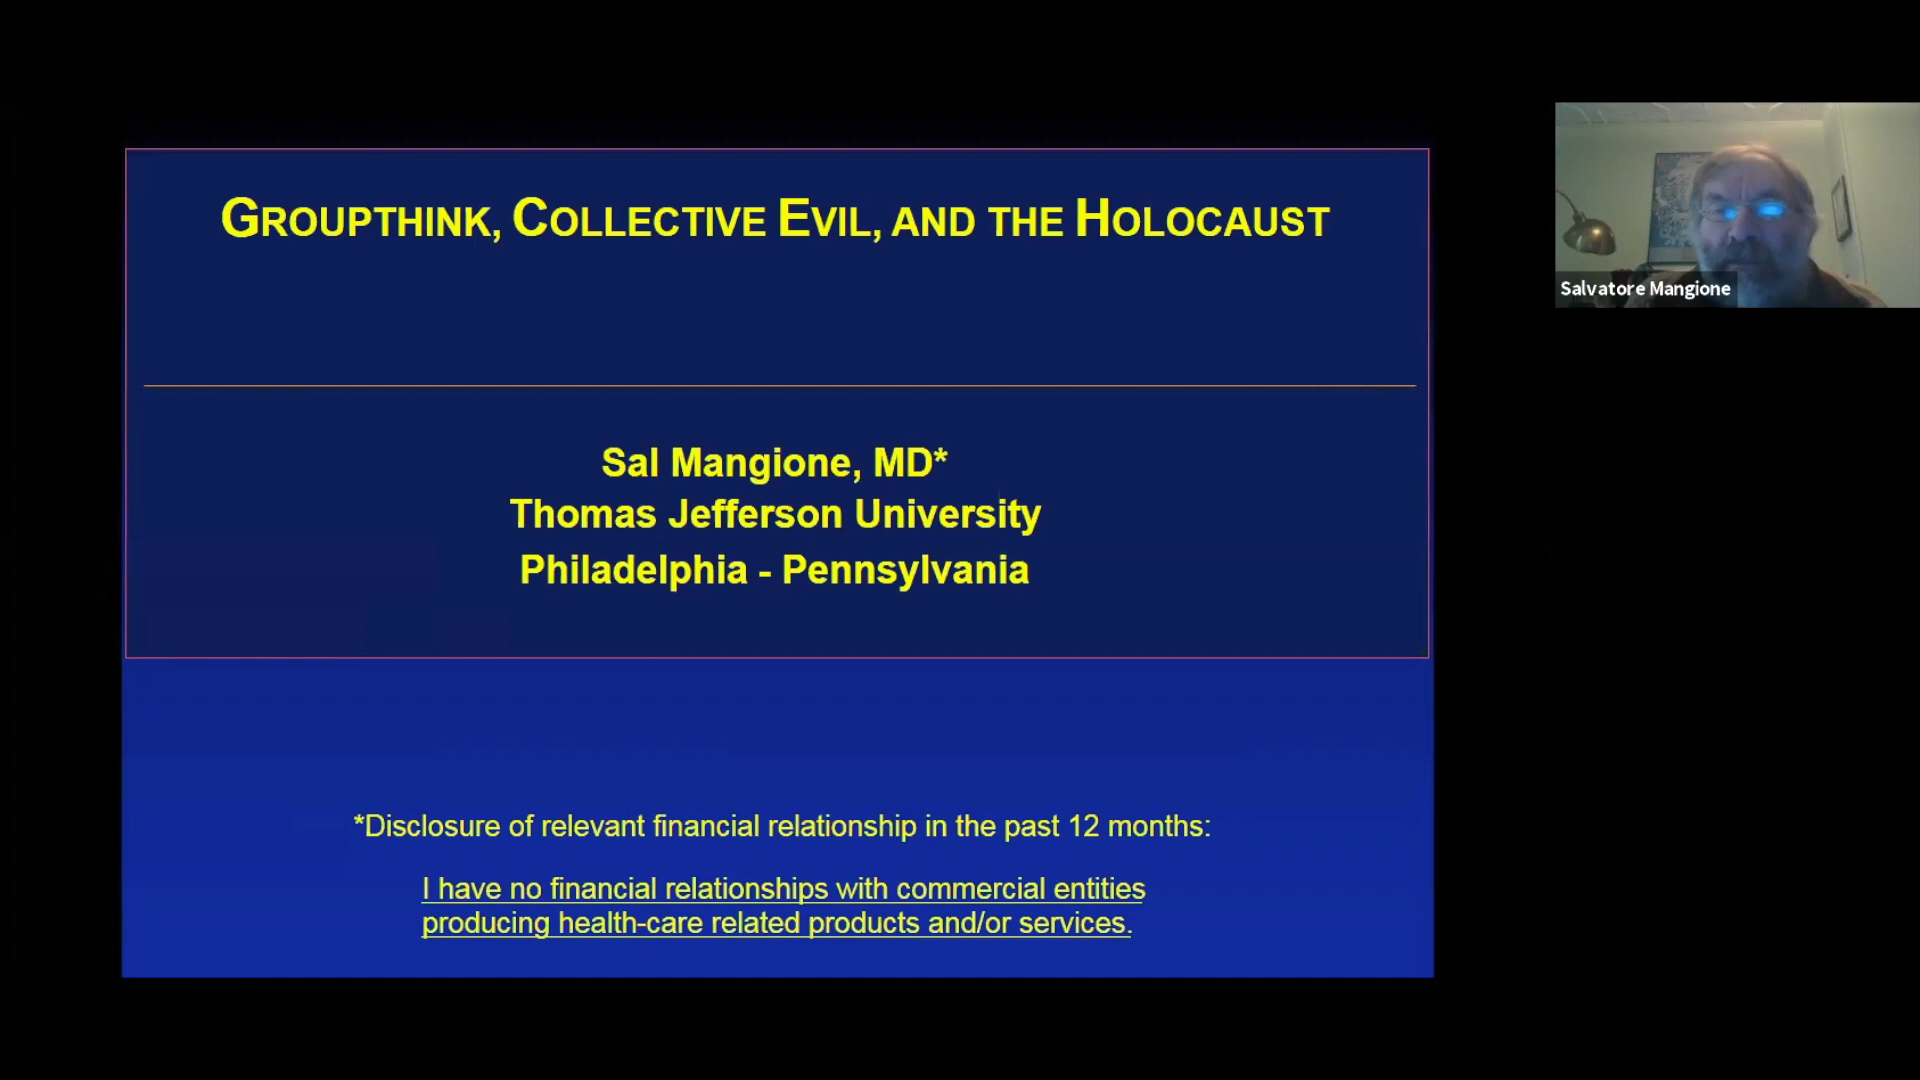 GROUPTHINK, COLLECTIVE EVIL, AND THE HOLOCAUST
Sal Mangione, MD*
Thomas Jefferson University
Philadelphia - Pennsylvania
*Disclosure of relevant financial relationship in the past 12 months:
I have no financial relationships with commercial entities
producing health-care related products and/or services.
Salvatore Mangione